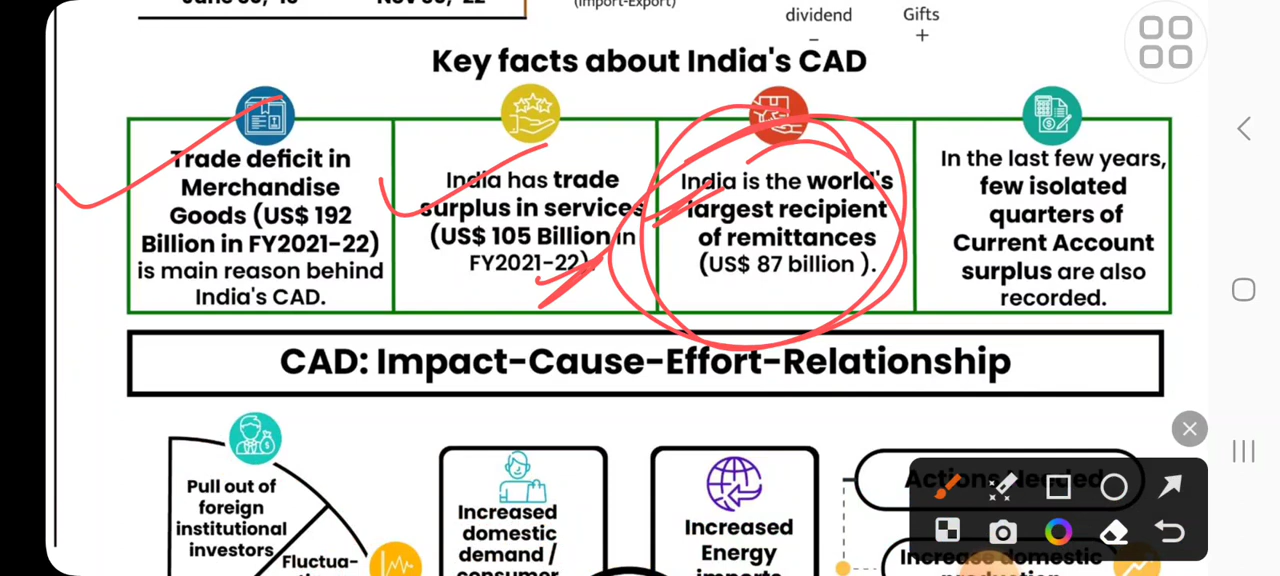 (Import-Export)
dividend
–
Gifts
+
Key facts about India's CAD
Trade deficit in
Merchandise
Goods (US$ 192
Billion in FY2021-22)
is main reason behind
India's CAD.
India has trade
surplus in services
(US$ 105 Billion in
FY2021-22).
India is the world's
largest recipient
of remittances
(US$ 87 billion ).
In the last few years,
few isolated
quarters of
Current Account
surplus are also
recorded.
CAD: Impact-Cause-Effort-Relationship
Pull out of
foreign
institutional
investors
Fluctua-
Increased
domestic
demand /
consumer
Increased
Energy
imports
Actions Needed
Increase domestic
production